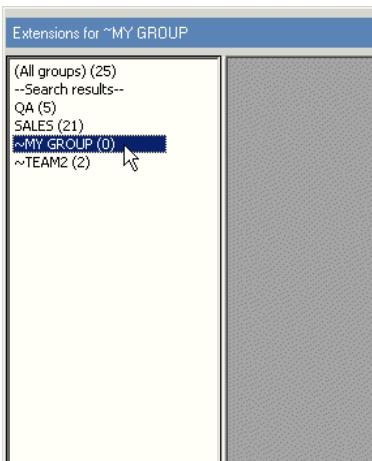 Extensions for ~MY GROUP
(All groups) (25)
--Search results--
QA (5)
SALES (21)
~MY GROUP (0)
~TEAM2 (2)